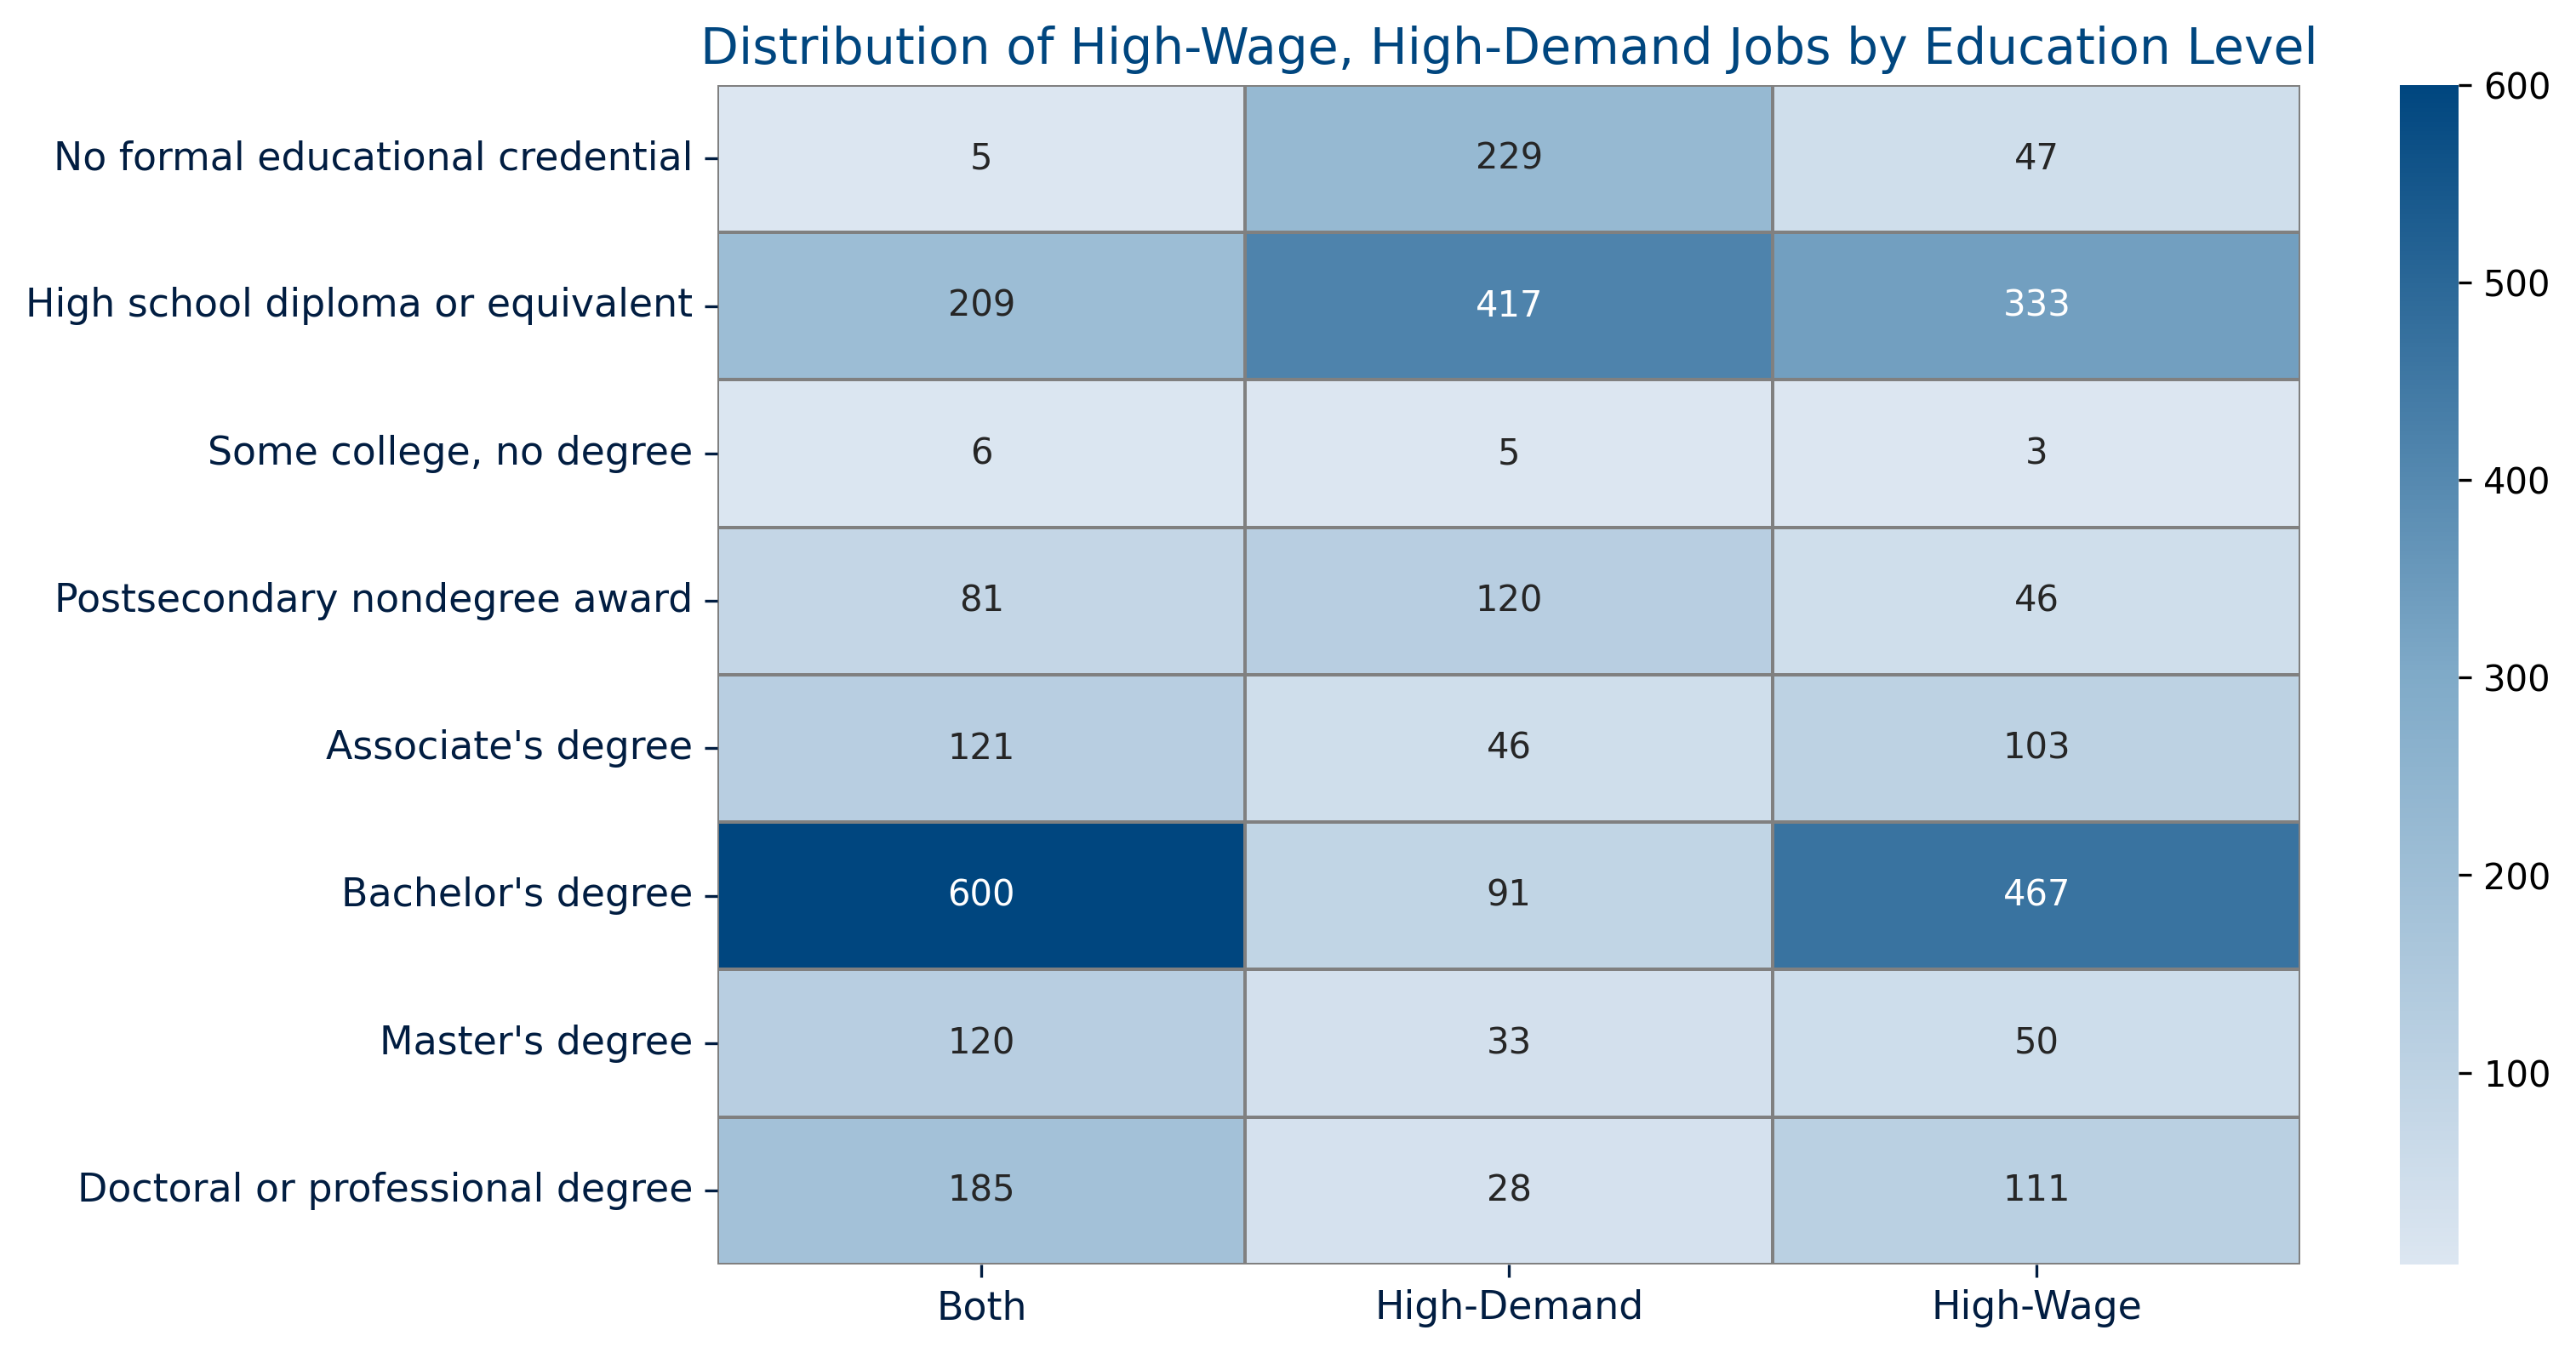 Distribution of High-Wage, High-Demand Jobs by Education Level
No formal educational credential 5 229 47
High school diploma or equivalent 209 417 333
Some college, no degree 6 5 3
Postsecondary nondegree award 81 120 46
Associate's degree 121 46 103
Bachelor's degree 600 91 467
Master's degree 120 33 50
Doctoral or professional degree 185 28 111
Both High-Demand High-Wage
600
500
400
300
200
100